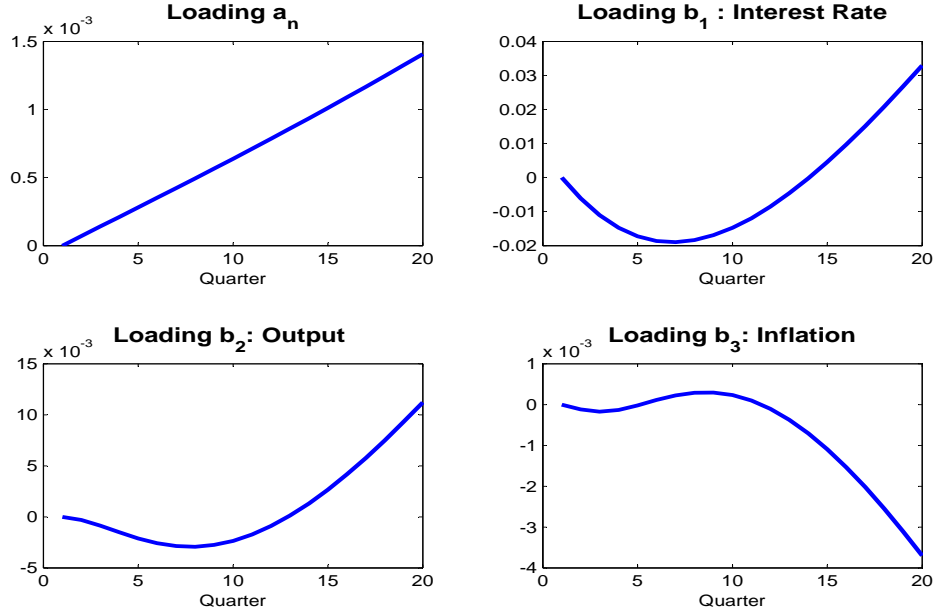 Loading a_n
x 10^-3
1.5
1
0.5
0
0 5 10 15 20
Quarter
Loading b_1 : Interest Rate
0.04
0.03
0.02
0.01
0
-0.01
-0.02
0 5 10 15 20
Quarter
Loading b_2: Output
x 10^-3
15
10
5
0
-5
0 5 10 15 20
Quarter
Loading b_3: Inflation
x 10^-3
1
0
-1
-2
-3
-4
0 5 10 15 20
Quarter